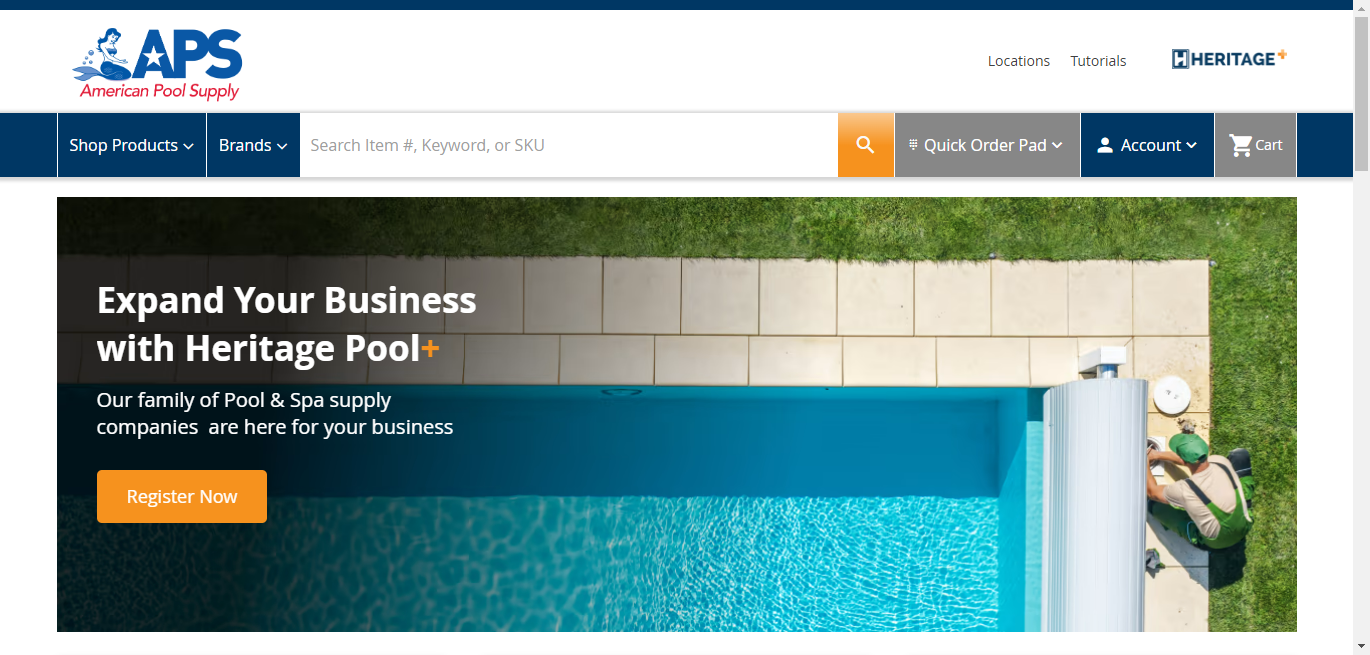 APS
American Pool Supply
Locations
Tutorials
HERITAGE+
Shop Products
Brands
Search Item #, Keyword, or SKU
Quick Order Pad
Account
Cart
Expand Your Business
with Heritage Pool+
Our family of Pool & Spa supply
companies are here for your business
Register Now